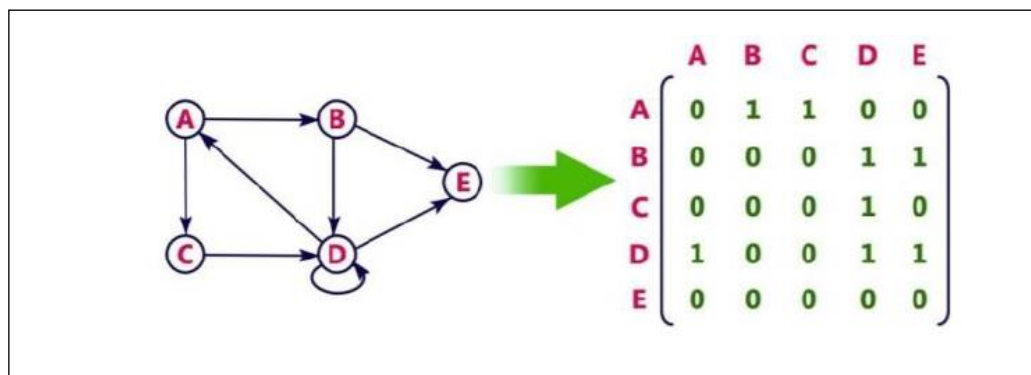 A B E
C D
A B C D E
A 0 1 1 0 0
B 0 0 0 1 1
C 0 0 0 1 0
D 1 0 0 1 1
E 0 0 0 0 0